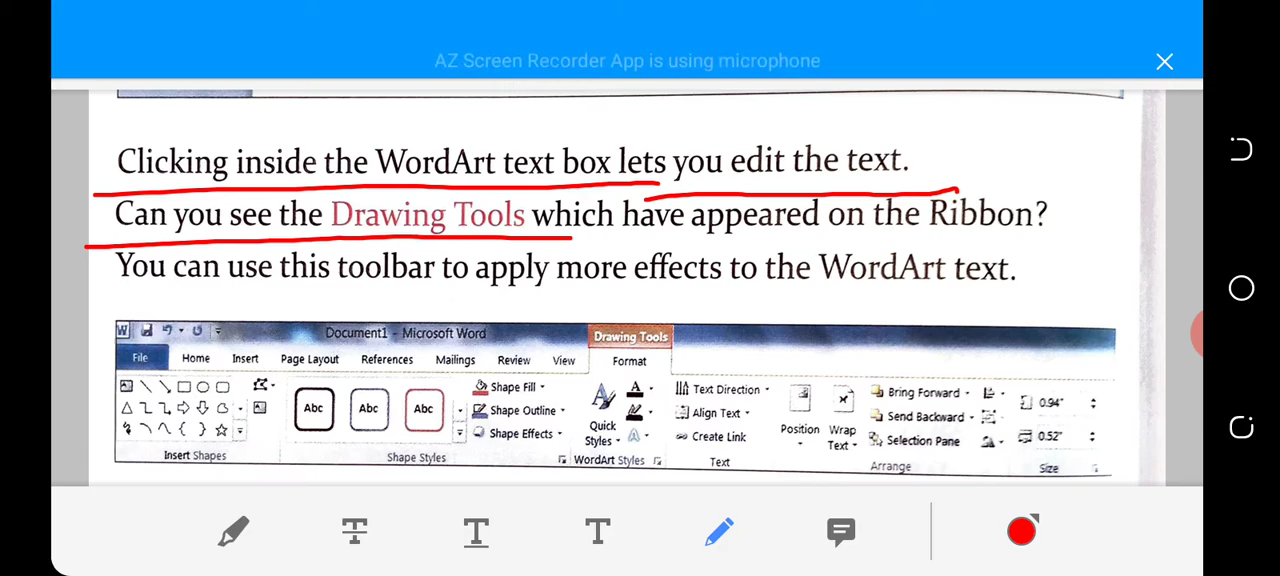 AZ Screen Recorder App is using microphone
Clicking inside the WordArt text box lets you edit the text.
Can you see the Drawing Tools which have appeared on the Ribbon?
You can use this toolbar to apply more effects to the WordArt text.
W Document1 - Microsoft Word Drawing Tools
File Home Insert Page Layout References Mailings Review View Format
Abc Abc Abc
Shape Fill
Shape Outline
Shape Effects
Quick Styles
A
Text Direction
Align Text
Create Link
Position
Wrap Text
Bring Forward
Send Backward
Selection Pane
0.94"
0.52"
Insert Shapes Shape Styles WordArt Styles Text Arrange Size
T T T